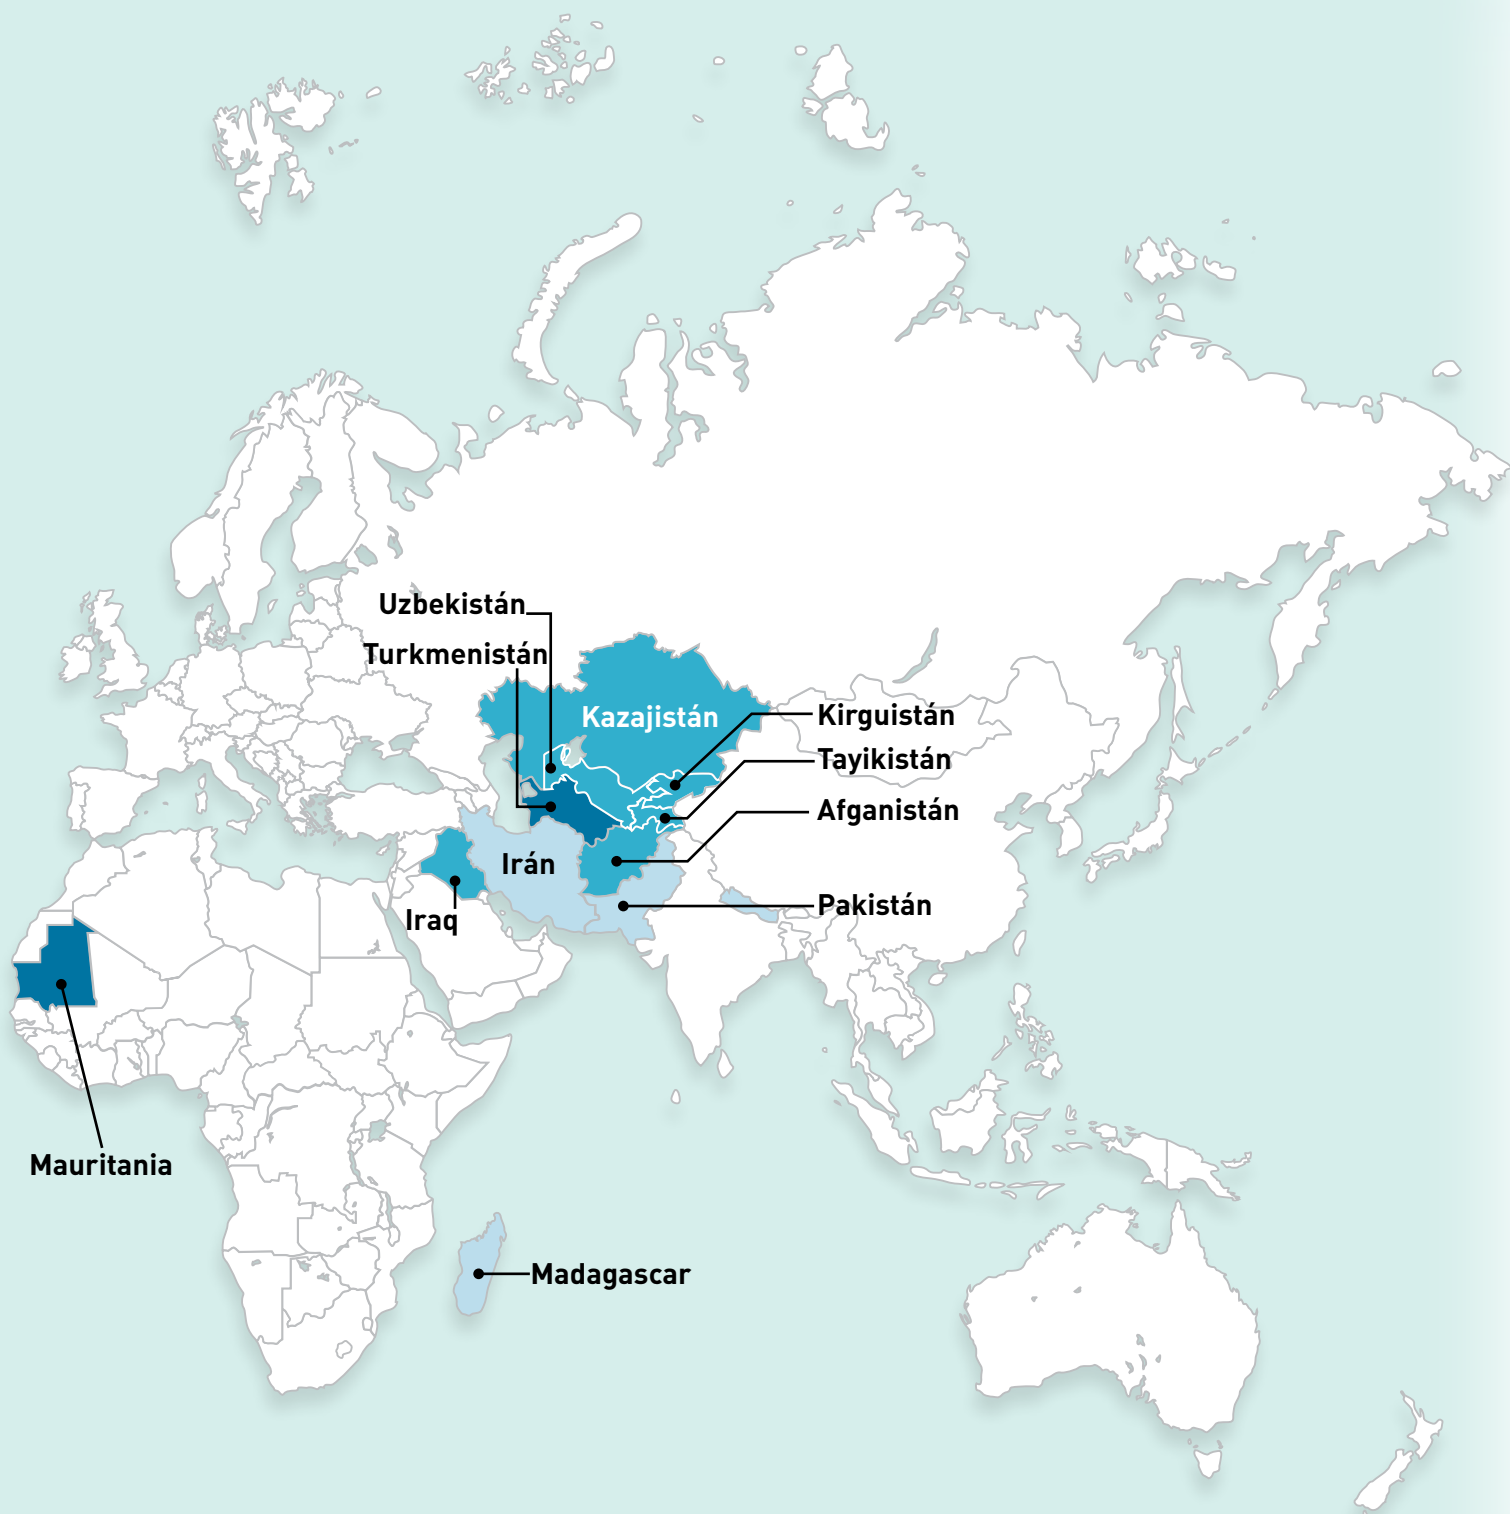 Uzbekistán
Turkmenistán
Kazajistán
Kirguistán
Tayikistán
Afganistán
Irán
Pakistán
Iraq
Mauritania
Madagascar